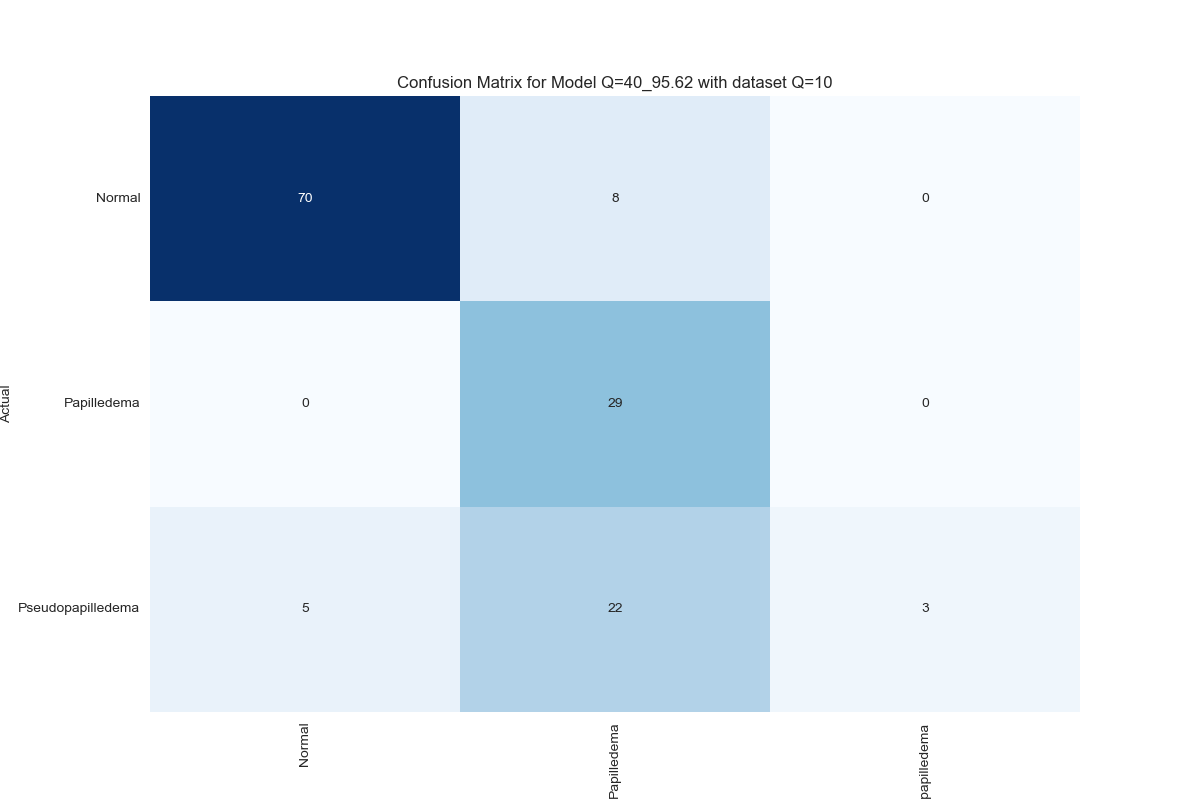 Confusion Matrix for Model Q=40_95.62 with dataset Q=10
Normal
70
8
0
Actual
Papilledema
0
29
0
Pseudopapilledema
5
22
3
Normal
Papilledema
papilledema